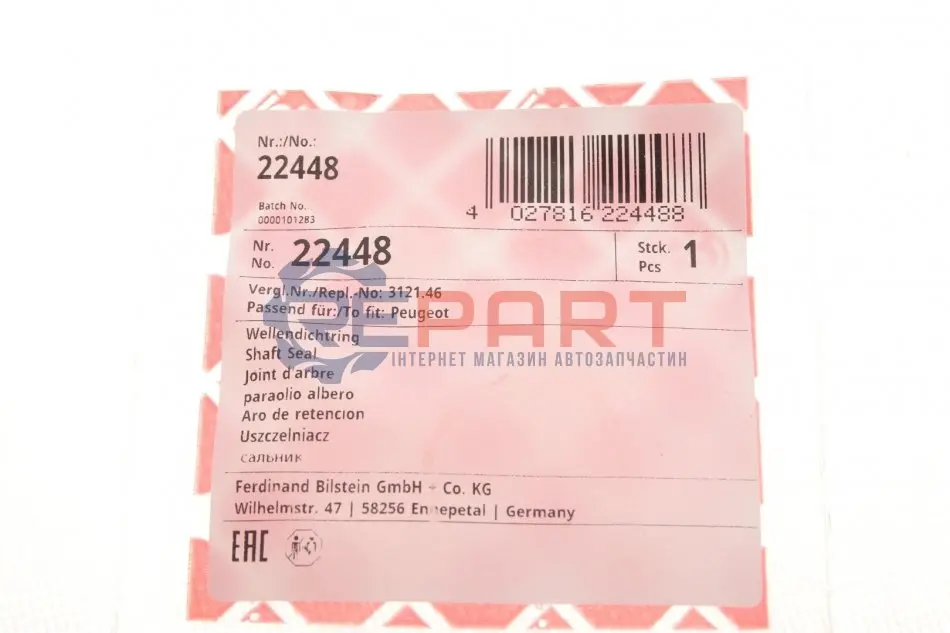 Nr.:/No.:
22448
Batch No.
0000101283
4 027816 224488
Nr.
No. 22448
Stck.
Pcs 1
Vergl.Nr./Repl.-No: 3121.46
Passend für:/To fit: Peugeot
REPART
ІНТЕРНЕТ МАГАЗИН АВТОЗАПЧАСТИН
Wellendichtring
Shaft Seal
Joint d'arbre
paraolio albero
Aro de retencion
Uszczelniacz
сальник
Ferdinand Bilstein GmbH + Co. KG
Wilhelmstr. 47 | 58256 Ennepetal | Germany
EAC